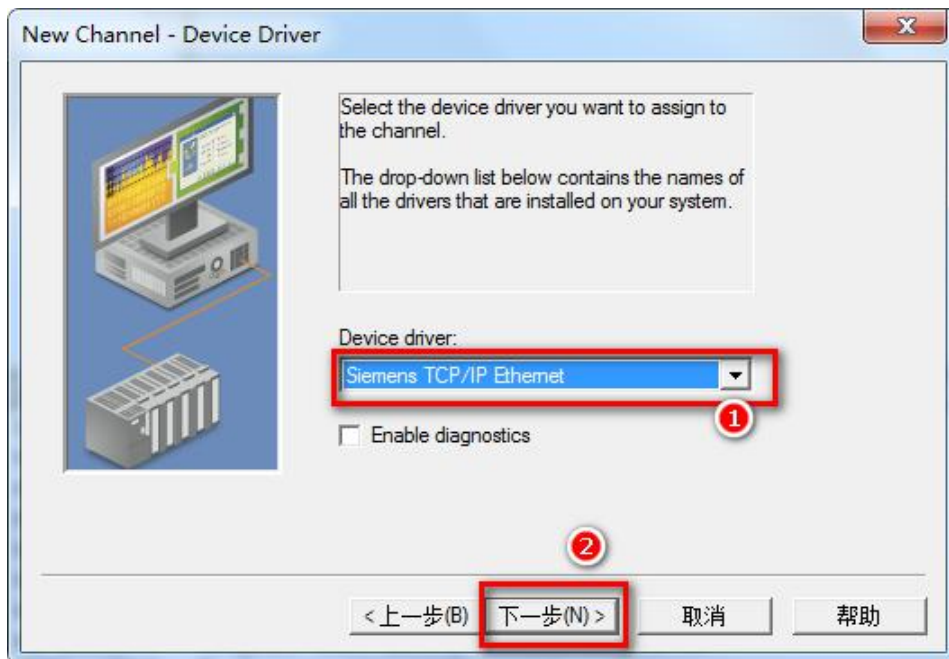 New Channel - Device Driver
Select the device driver you want to assign to
the channel.
The drop-down list below contains the names of
all the drivers that are installed on your system.
Device driver:
Siemens TCP/IP Ethernet
1
Enable diagnostics
2
<上一步(B) 下一步(N)> 取消 帮助